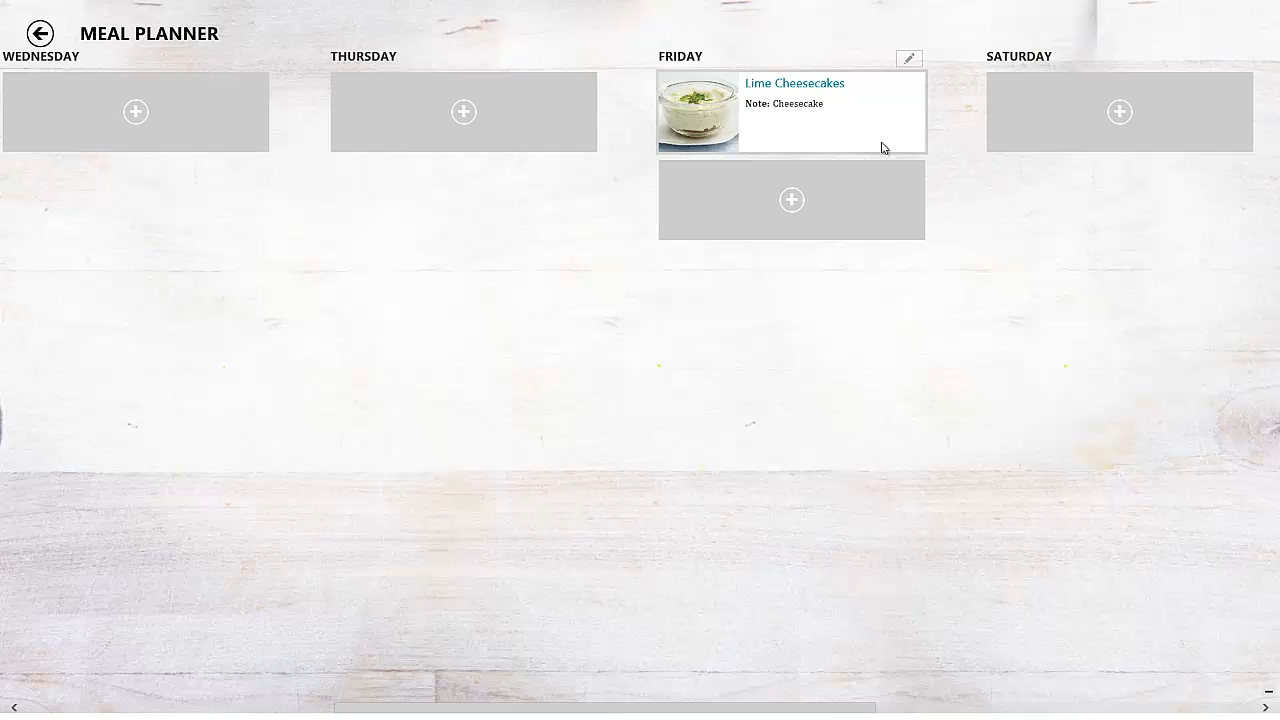 MEAL PLANNER
WEDNESDAY
THURSDAY
FRIDAY
SATURDAY
Lime Cheesecakes
Note: Cheesecake